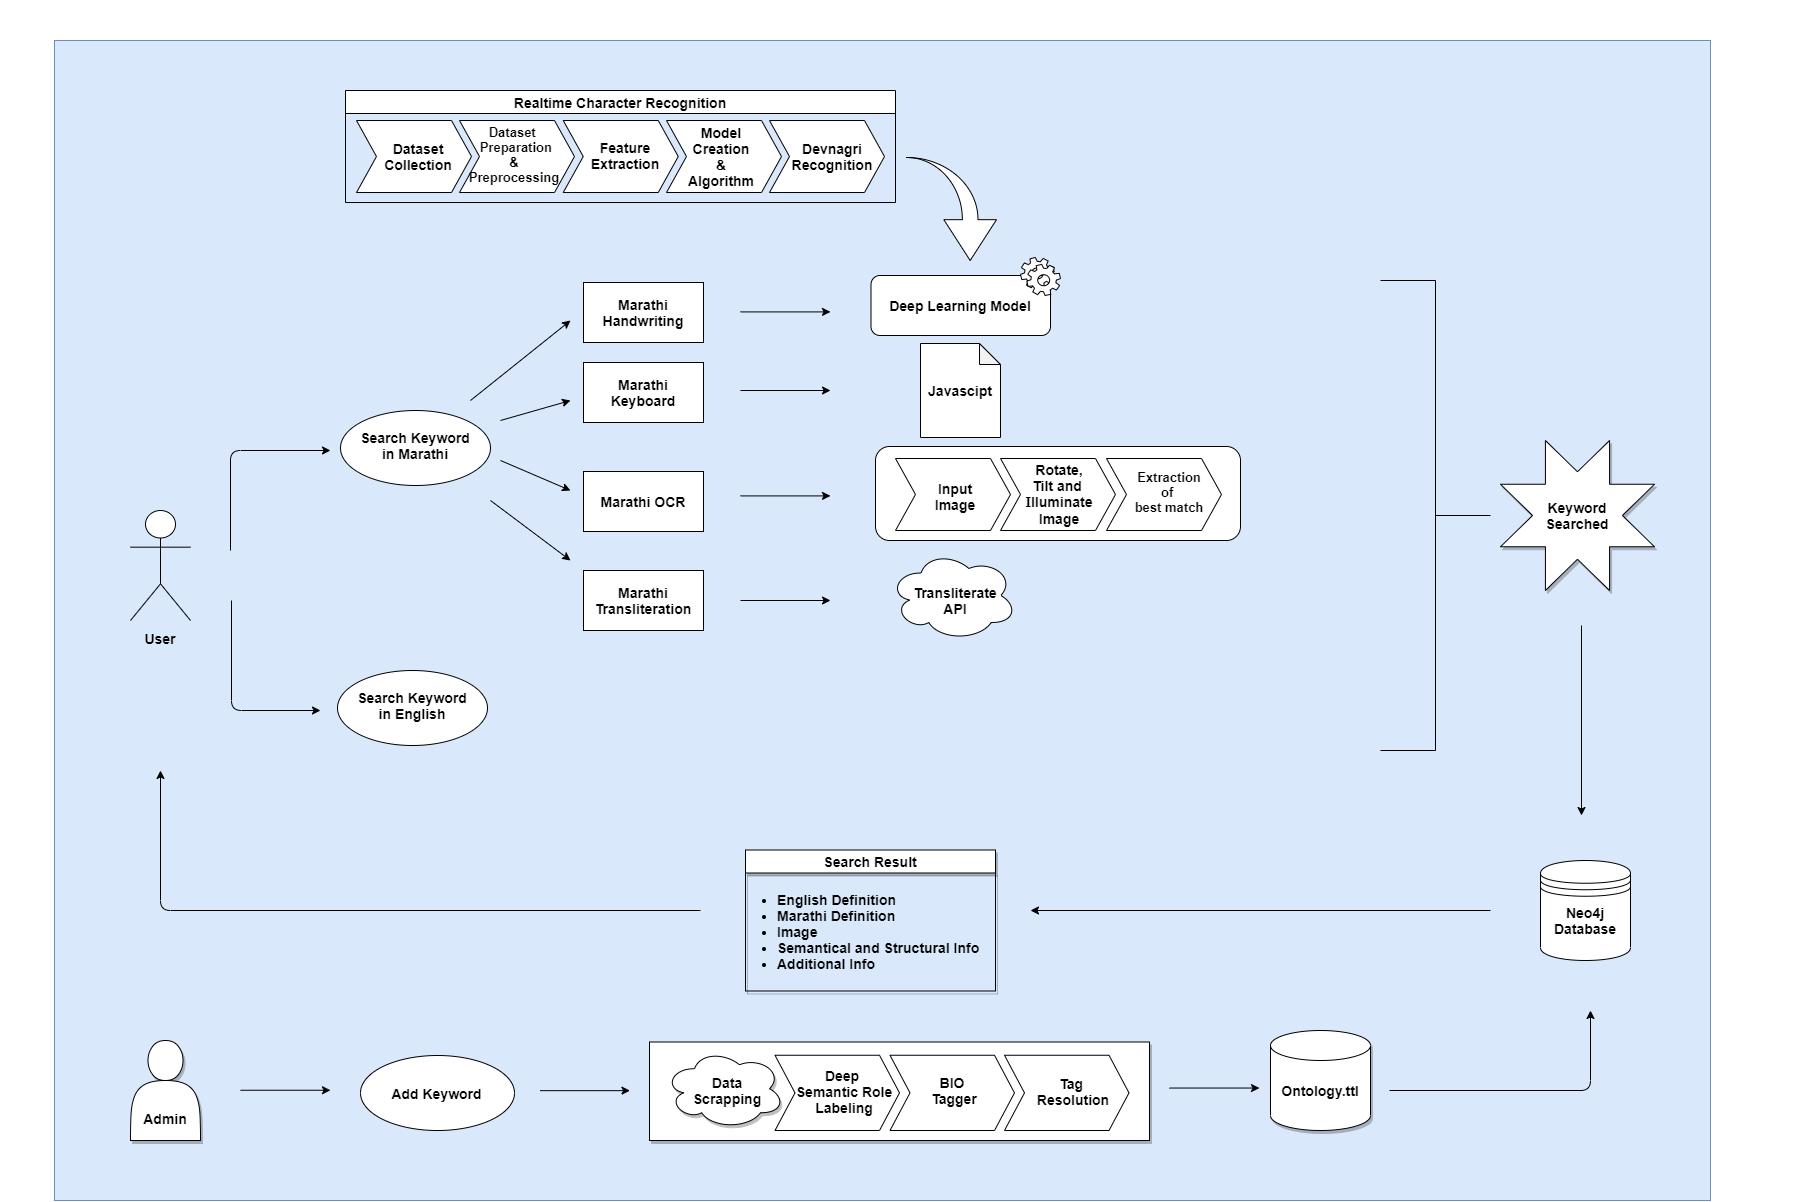 Realtime Character Recognition
Dataset
Collection
Dataset
Preparation
&
Preprocessing
Feature
Extraction
Model
Creation
&
Algorithm
Devnagri
Recognition
Marathi
Handwriting
Deep Learning Model
Marathi
Keyboard
Javascipt
Search Keyword
in Marathi
Marathi OCR
Input
Image
Rotate,
Tilt and
Illuminate
Image
Extraction
of
best match
Keyword
Searched
Marathi
Transliteration
Transliterate
API
User
Search Keyword
in English
Search Result
• English Definition
• Marathi Definition
• Image
• Semantical and Structural Info
• Additional Info
Neo4j
Database
Admin
Add Keyword
Data
Scrapping
Deep
Semantic Role
Labeling
BIO
Tagger
Tag
Resolution
Ontology.ttl